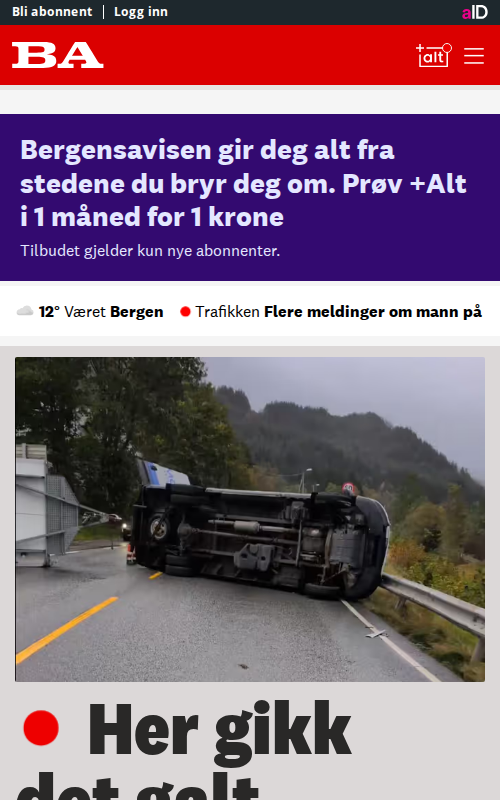 Bli abonnent | Logg inn
aID
BA
+alt
Bergensavisen gir deg alt fra
stedene du bryr deg om. Prøv +Alt
i 1 måned for 1 krone
Tilbudet gjelder kun nye abonnenter.
12° Været Bergen Trafikken Flere meldinger om mann på
Her gikk
det galt